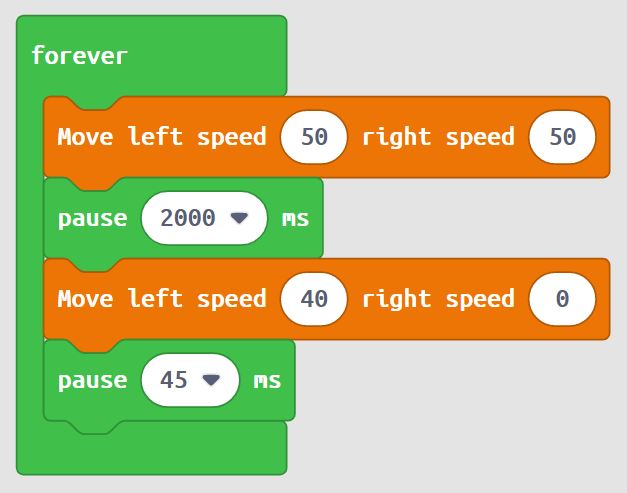 forever
Move left speed 50 right speed 50
pause 2000 ms
Move left speed 40 right speed 0
pause 45 ms